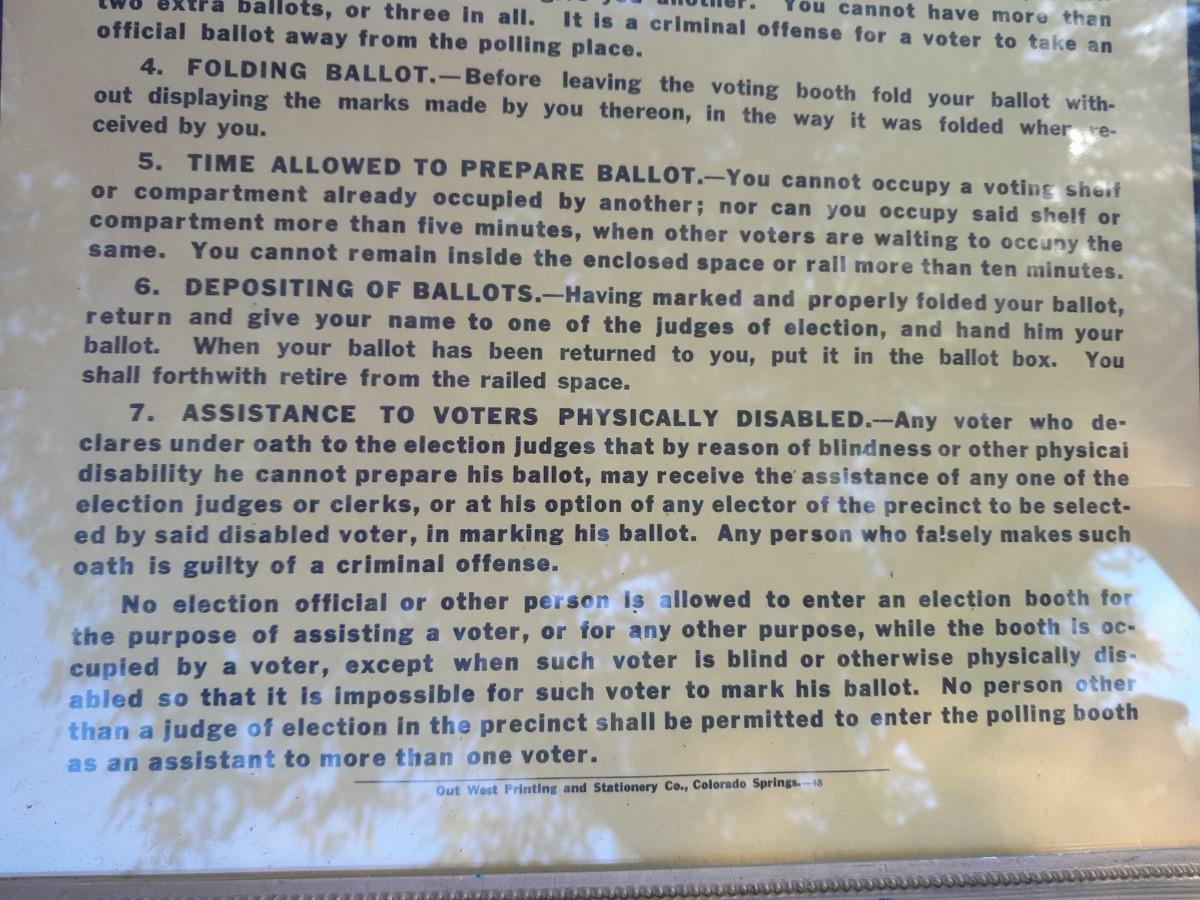 another. You cannot have more than
two extra ballots, or three in all. It is a criminal offense for a voter to take an
official ballot away from the polling place.
4. FOLDING BALLOT.—Before leaving the voting booth fold your ballot with-
out displaying the marks made by you thereon, in the way it was folded when re-
ceived by you.
5. TIME ALLOWED TO PREPARE BALLOT.—You cannot occupy a voting shelf
or compartment already occupied by another; nor can you occupy said shelf or
compartment more than five minutes, when other voters are waiting to occupy the
same. You cannot remain inside the enclosed space or rail more than ten minutes.
6. DEPOSITING OF BALLOTS.—Having marked and properly folded your ballot,
return and give your name to one of the judges of election, and hand him your
ballot. When your ballot has been returned to you, put it in the ballot box. You
shall forthwith retire from the railed space.
7. ASSISTANCE TO VOTERS PHYSICALLY DISABLED.—Any voter who de-
clares under oath to the election judges that by reason of blindness or other physical
disability he cannot prepare his ballot, may receive the assistance of any one of the
election judges or clerks, or at his option of any elector of the precinct to be select-
ed by said disabled voter, in marking his ballot. Any person who falsely makes such
oath is guilty of a criminal offense.
No election official or other person is allowed to enter an election booth for
the purpose of assisting a voter, or for any other purpose, while the booth is oc-
cupied by a voter, except when such voter is blind or otherwise physically dis-
abled so that it is impossible for such voter to mark his ballot. No person other
than a judge of election in the precinct shall be permitted to enter the polling booth
as an assistant to more than one voter.
Out West Printing and Stationery Co., Colorado Springs.—48